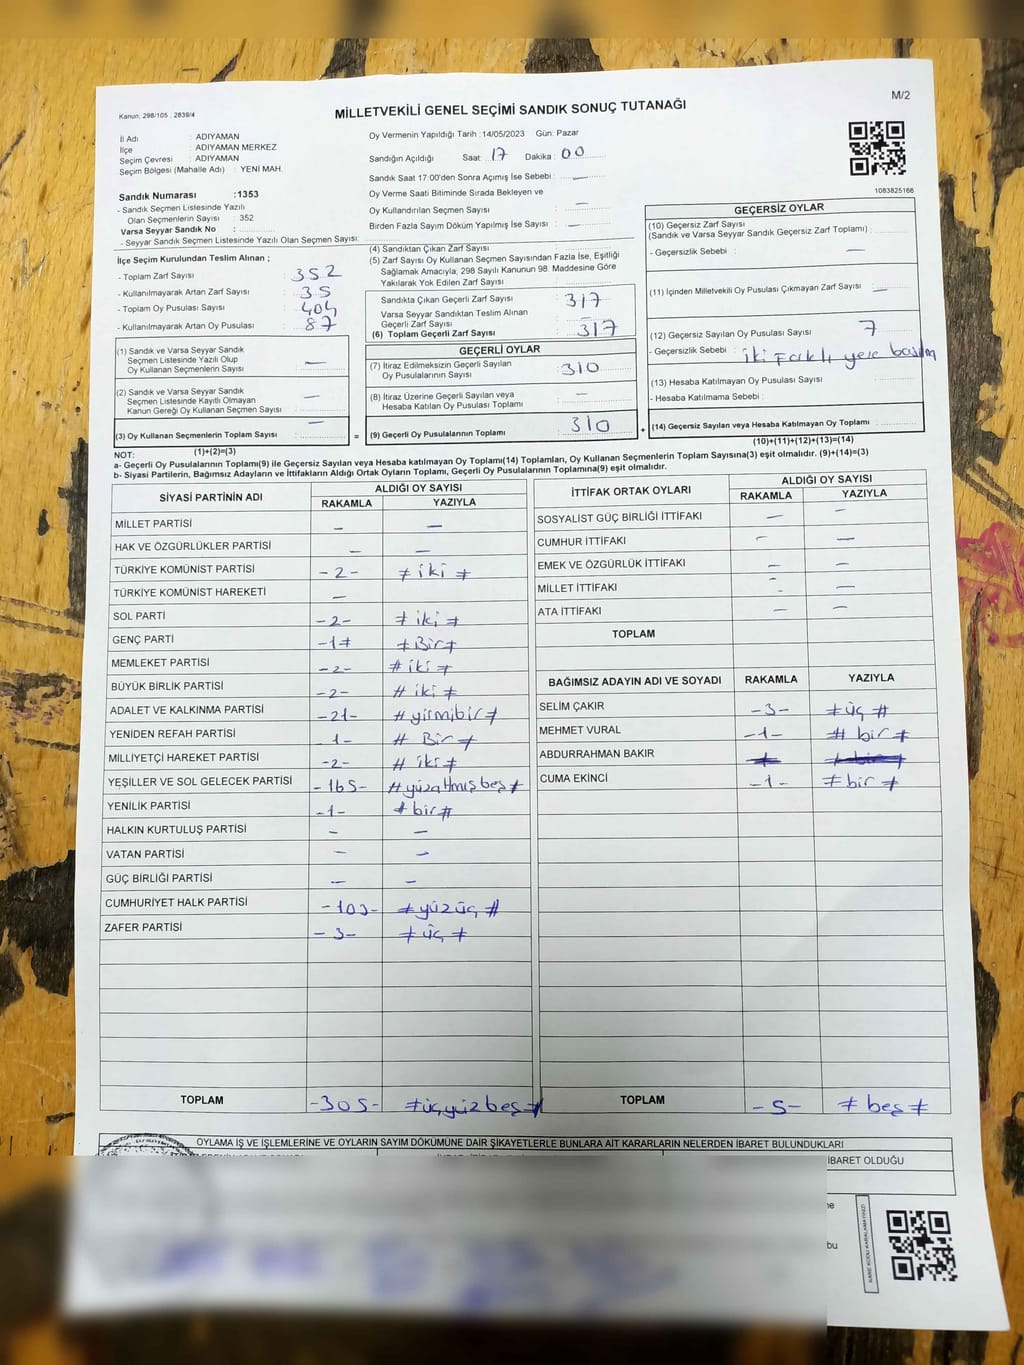 Kanun: 298/105 , 2839/4
MİLLETVEKİLİ GENEL SEÇİMİ SANDIK SONUÇ TUTANAĞI
M/2
İl Adı : ADIYAMAN
İlçe : ADIYAMAN MERKEZ
Seçim Çevresi : ADIYAMAN
Seçim Bölgesi (Mahalle Adı) : YENİ MAH.
Sandık Numarası :1353
- Sandık Seçmen Listesinde Yazılı
Olan Seçmenlerin Sayısı : 352
Varsa Seyyar Sandık No :
- Seyyar Sandık Seçmen Listesinde Yazılı Olan Seçmen Sayısı:
Oy Vermenin Yapıldığı Tarih :14/05/2023 Gün: Pazar
Sandığın Açıldığı Saat: 17 Dakika : 00
Sandık Saat 17:00'den Sonra Açımış İse Sebebi : —
Oy Verme Saati Bitiminde Sırada Bekleyen ve
Oy Kullandırılan Seçmen Sayısı : —
Birden Fazla Sayım Döküm Yapılmış İse Sayısı : —
1083825166
İlçe Seçim Kurulundan Teslim Alınan ;
- Toplam Zarf Sayısı : 352
- Kullanılmayarak Artan Zarf Sayısı : 35
- Toplam Oy Pusulası Sayısı : 404
- Kullanılmayarak Artan Oy Pusulası : 87
(1) Sandık ve Varsa Seyyar Sandık
Seçmen Listesinde Yazılı Olup
Oy Kullanan Seçmenlerin Sayısı : —
(2) Sandık ve Varsa Seyyar Sandık
Seçmen Listesinde Kayıtlı Olmayan
Kanun Gereği Oy Kullanan Seçmen Sayısı : —
(3) Oy Kullanan Seçmenlerin Toplam Sayısı : —
(4) Sandıktan Çıkan Zarf Sayısı :
(5) Zarf Sayısı Oy Kullanan Seçmen Sayısından Fazla İse, Eşitliği
Sağlamak Amacıyla, 298 Sayılı Kanunun 98. Maddesine Göre
Yakılarak Yok Edilen Zarf Sayısı :
Sandıkta Çıkan Geçerli Zarf Sayısı : 317
Varsa Seyyar Sandıktan Teslim Alınan
Geçerli Zarf Sayısı : —
(6) Toplam Geçerli Zarf Sayısı : 317
GEÇERLİ OYLAR
(7) İtiraz Edilmeksizin Geçerli Sayılan
Oy Pusulalarının Sayısı : 310
(8) İtiraz Üzerine Geçerli Sayılan veya
Hesaba Katılan Oy Pusulası Toplamı : —
= (9) Geçerli Oy Pusulalarının Toplamı : 310 +
GEÇERSİZ OYLAR
(10) Geçersiz Zarf Sayısı
(Sandık ve Varsa Seyyar Sandık Geçersiz Zarf Toplamı) :
- Geçersizlik Sebebi : —
(11) İçinden Milletvekili Oy Pusulası Çıkmayan Zarf Sayısı : —
(12) Geçersiz Sayılan Oy Pusulası Sayısı : 7
- Geçersizlik Sebebi : iki Farklı yere basım
(13) Hesaba Katılmayan Oy Pusulası Sayısı :
- Hesaba Katılmama Sebebi :
(14) Geçersiz Sayılan veya Hesaba Katılmayan Oy Toplamı :
NOT: (1)+(2)=(3) (10)+(11)+(12)+(13)=(14)
a- Geçerli Oy Pusulalarının Toplamı(9) ile Geçersiz Sayılan veya Hesaba katılmayan Oy Toplamı(14) Toplamları, Oy Kullanan Seçmenlerin Toplam Sayısına(3) eşit olmalıdır. (9)+(14)=(3)
b- Siyasi Partilerin, Bağımsız Adayların ve İttifakların Aldığı Ortak Oyların Toplamı, Geçerli Oy Pusulalarının Toplamına(9) eşit olmalıdır.
SİYASİ PARTİNİN ADI ALDIĞI OY SAYISI
RAKAMLA YAZIYLA
MİLLET PARTİSİ — —
HAK VE ÖZGÜRLÜKLER PARTİSİ — —
TÜRKİYE KOMÜNİST PARTİSİ -2- # iki #
TÜRKİYE KOMÜNİST HAREKETİ —
SOL PARTİ -2- # iki #
GENÇ PARTİ -1# # Bir #
MEMLEKET PARTİSİ -2- # iki #
BÜYÜK BİRLİK PARTİSİ -2- # iki #
ADALET VE KALKINMA PARTİSİ -21- # yirmibir #
YENİDEN REFAH PARTİSİ -1- # Bir #
MİLLİYETÇİ HAREKET PARTİSİ -2- # iki #
YEŞİLLER VE SOL GELECEK PARTİSİ -165- # yüzaltmışbeş #
YENİLİK PARTİSİ -1- # bir #
HALKIN KURTULUŞ PARTİSİ — —
VATAN PARTİSİ — —
GÜÇ BİRLİĞİ PARTİSİ — —
CUMHURİYET HALK PARTİSİ -103- # yüzüç #
ZAFER PARTİSİ -3- # üç #
TOPLAM -305- # üçyüzbeş #
İTTİFAK ORTAK OYLARI ALDIĞI OY SAYISI
RAKAMLA YAZIYLA
SOSYALİST GÜÇ BİRLİĞİ İTTİFAKI — —
CUMHUR İTTİFAKI — —
EMEK VE ÖZGÜRLÜK İTTİFAKI — —
MİLLET İTTİFAKI — —
ATA İTTİFAKI — —
TOPLAM
BAĞIMSIZ ADAYIN ADI VE SOYADI RAKAMLA YAZIYLA
SELİM ÇAKIR -3- # üç #
MEHMET VURAL -1- # bir #
ABDURRAHMAN BAKIR
CUMA EKİNCİ -1- # bir #
TOPLAM -5- # beş #
OYLAMA İŞ VE İŞLEMLERİNE VE OYLARIN SAYIM DÖKÜMÜNE DAİR ŞİKAYETLERLE BUNLARA AİT KARARLARIN NELERDEN İBARET BULUNDUKLARI
İBARET OLDUĞU